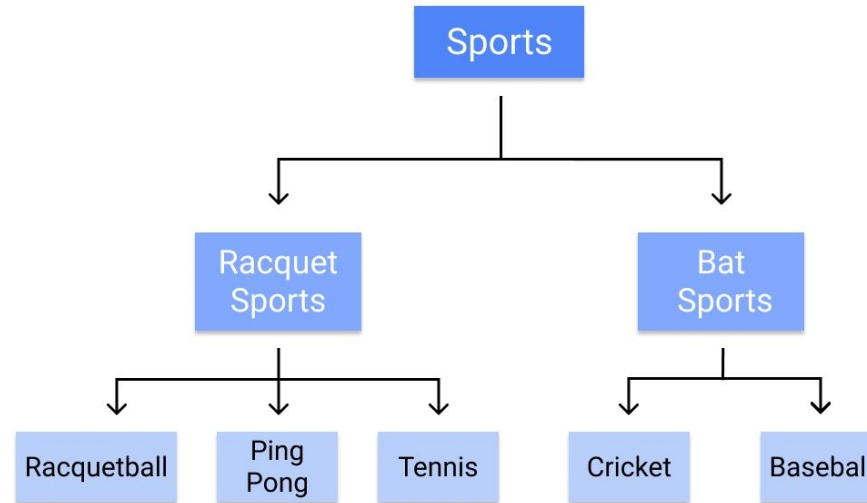 Sports
Racquet
Sports
Bat
Sports
Racquetball
Ping
Pong
Tennis
Cricket
Basebal